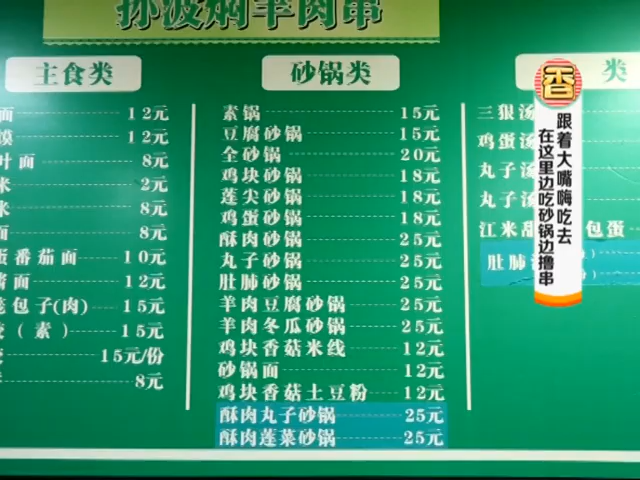 孙波焖羊肉串
主食类
面 12元
馍 12元
叶面 8元
米 2元
米 8元
面 8元
蛋番茄面 10元
酱面 12元
笼包子(肉) 15元
（素） 15元
15元/份
8元
砂锅类
素锅 15元
豆腐砂锅 15元
全砂锅 20元
鸡块砂锅 18元
莲尖砂锅 18元
鸡蛋砂锅 18元
酥肉砂锅 25元
丸子砂锅 25元
肚肺砂锅 25元
羊肉豆腐砂锅 25元
羊肉冬瓜砂锅 25元
鸡块香菇米线 12元
砂锅面 12元
鸡块香菇土豆粉 12元
酥肉丸子砂锅 25元
酥肉莲菜砂锅 25元
类
三狠汤
鸡蛋汤
丸子汤
丸子汤
江米甜 包蛋
肚肺
香
跟着大嘴嗨吃去
在这里边吃砂锅边撸串